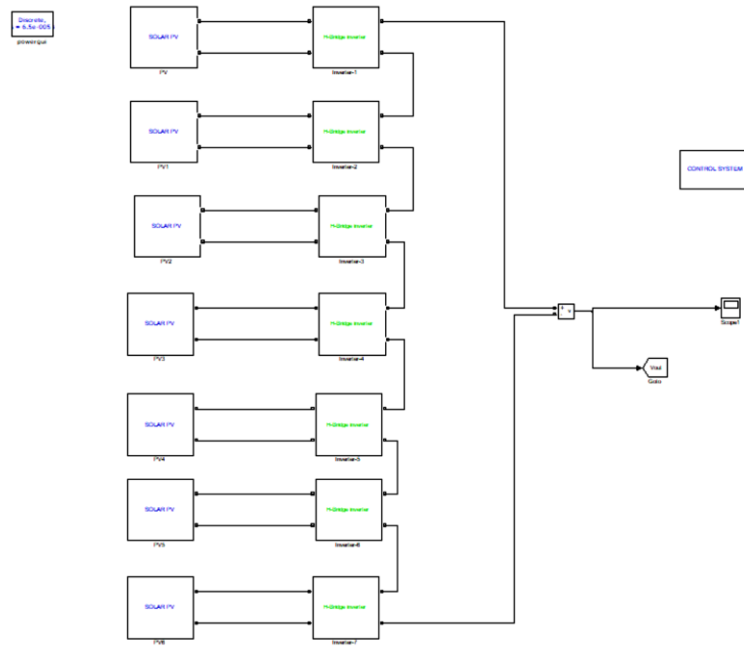 Discrete,
s = 6.5e-005 s
powergui
SOLAR PV
H-Bridge Inverter
PV
Inverter-1
SOLAR PV
H-Bridge Inverter
PV1
Inverter-2
CONTROL SYSTEM
SOLAR PV
H-Bridge Inverter
PV2
Inverter-3
SOLAR PV
H-Bridge Inverter
PV3
Inverter-4
+
-
v
Scope1
Vout
Goto
SOLAR PV
H-Bridge Inverter
PV4
Inverter-5
SOLAR PV
H-Bridge Inverter
PV5
Inverter-6
SOLAR PV
H-Bridge Inverter
PV6
Inverter-7